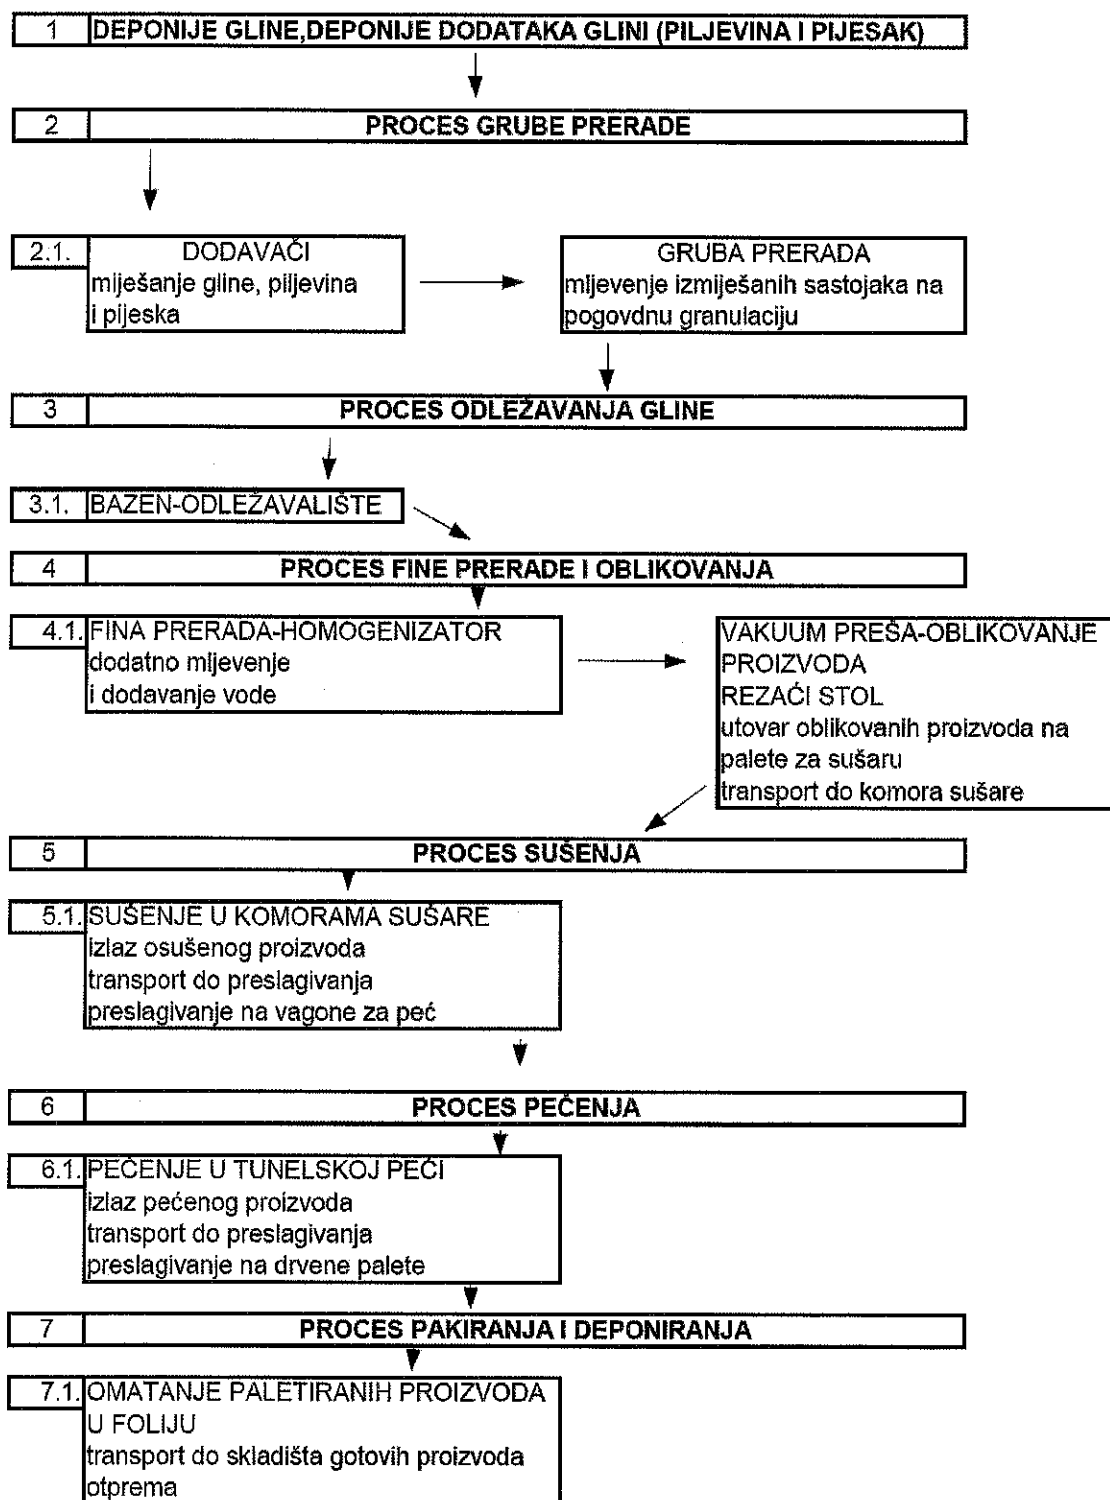 1 DEPONIJE GLINE,DEPONIJE DODATAKA GLINI (PILJEVINA I PIJESAK)
2 PROCES GRUBE PRERADE
2.1. DODAVAČI
miješanje gline, piljevina
i pijeska
GRUBA PRERADA
mljevenje izmiješanih sastojaka na
pogovdnu granulaciju
3 PROCES ODLEŽAVANJA GLINE
3.1. BAZEN-ODLEŽAVALIŠTE
4 PROCES FINE PRERADE I OBLIKOVANJA
4.1. FINA PRERADA-HOMOGENIZATOR
dodatno mljevenje
i dodavanje vode
VAKUUM PREŠA-OBLIKOVANJE
PROIZVODA
REZAĆI STOL
utovar oblikovanih proizvoda na
palete za sušaru
transport do komora sušare
5 PROCES SUŠENJA
5.1. SUŠENJE U KOMORAMA SUŠARE
izlaz osušenog proizvoda
transport do preslagivanja
preslagivanje na vagone za peć
6 PROCES PEČENJA
6.1. PEČENJE U TUNELSKOJ PEĆI
izlaz pećenog proizvoda
transport do preslagivanja
preslagivanje na drvene palete
7 PROCES PAKIRANJA I DEPONIRANJA
7.1. OMATANJE PALETIRANIH PROIZVODA
U FOLIJU
transport do skladišta gotovih proizvoda
otprema